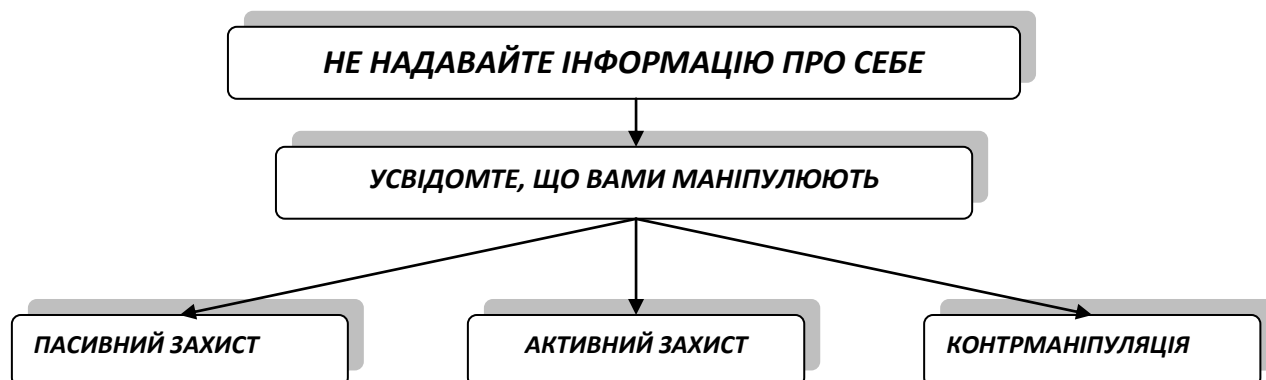 НЕ НАДАВАЙТЕ ІНФОРМАЦІЮ ПРО СЕБЕ
УСВІДОМТЕ, ЩО ВАМИ МАНІПУЛЮЮТЬ
ПАСИВНИЙ ЗАХИСТ
АКТИВНИЙ ЗАХИСТ
КОНТРМАНІПУЛЯЦІЯ